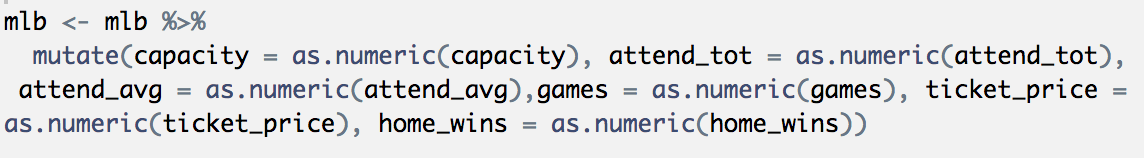 mlb <- mlb %>%
  mutate(capacity = as.numeric(capacity), attend_tot = as.numeric(attend_tot),
 attend_avg = as.numeric(attend_avg),games = as.numeric(games), ticket_price =
as.numeric(ticket_price), home_wins = as.numeric(home_wins))